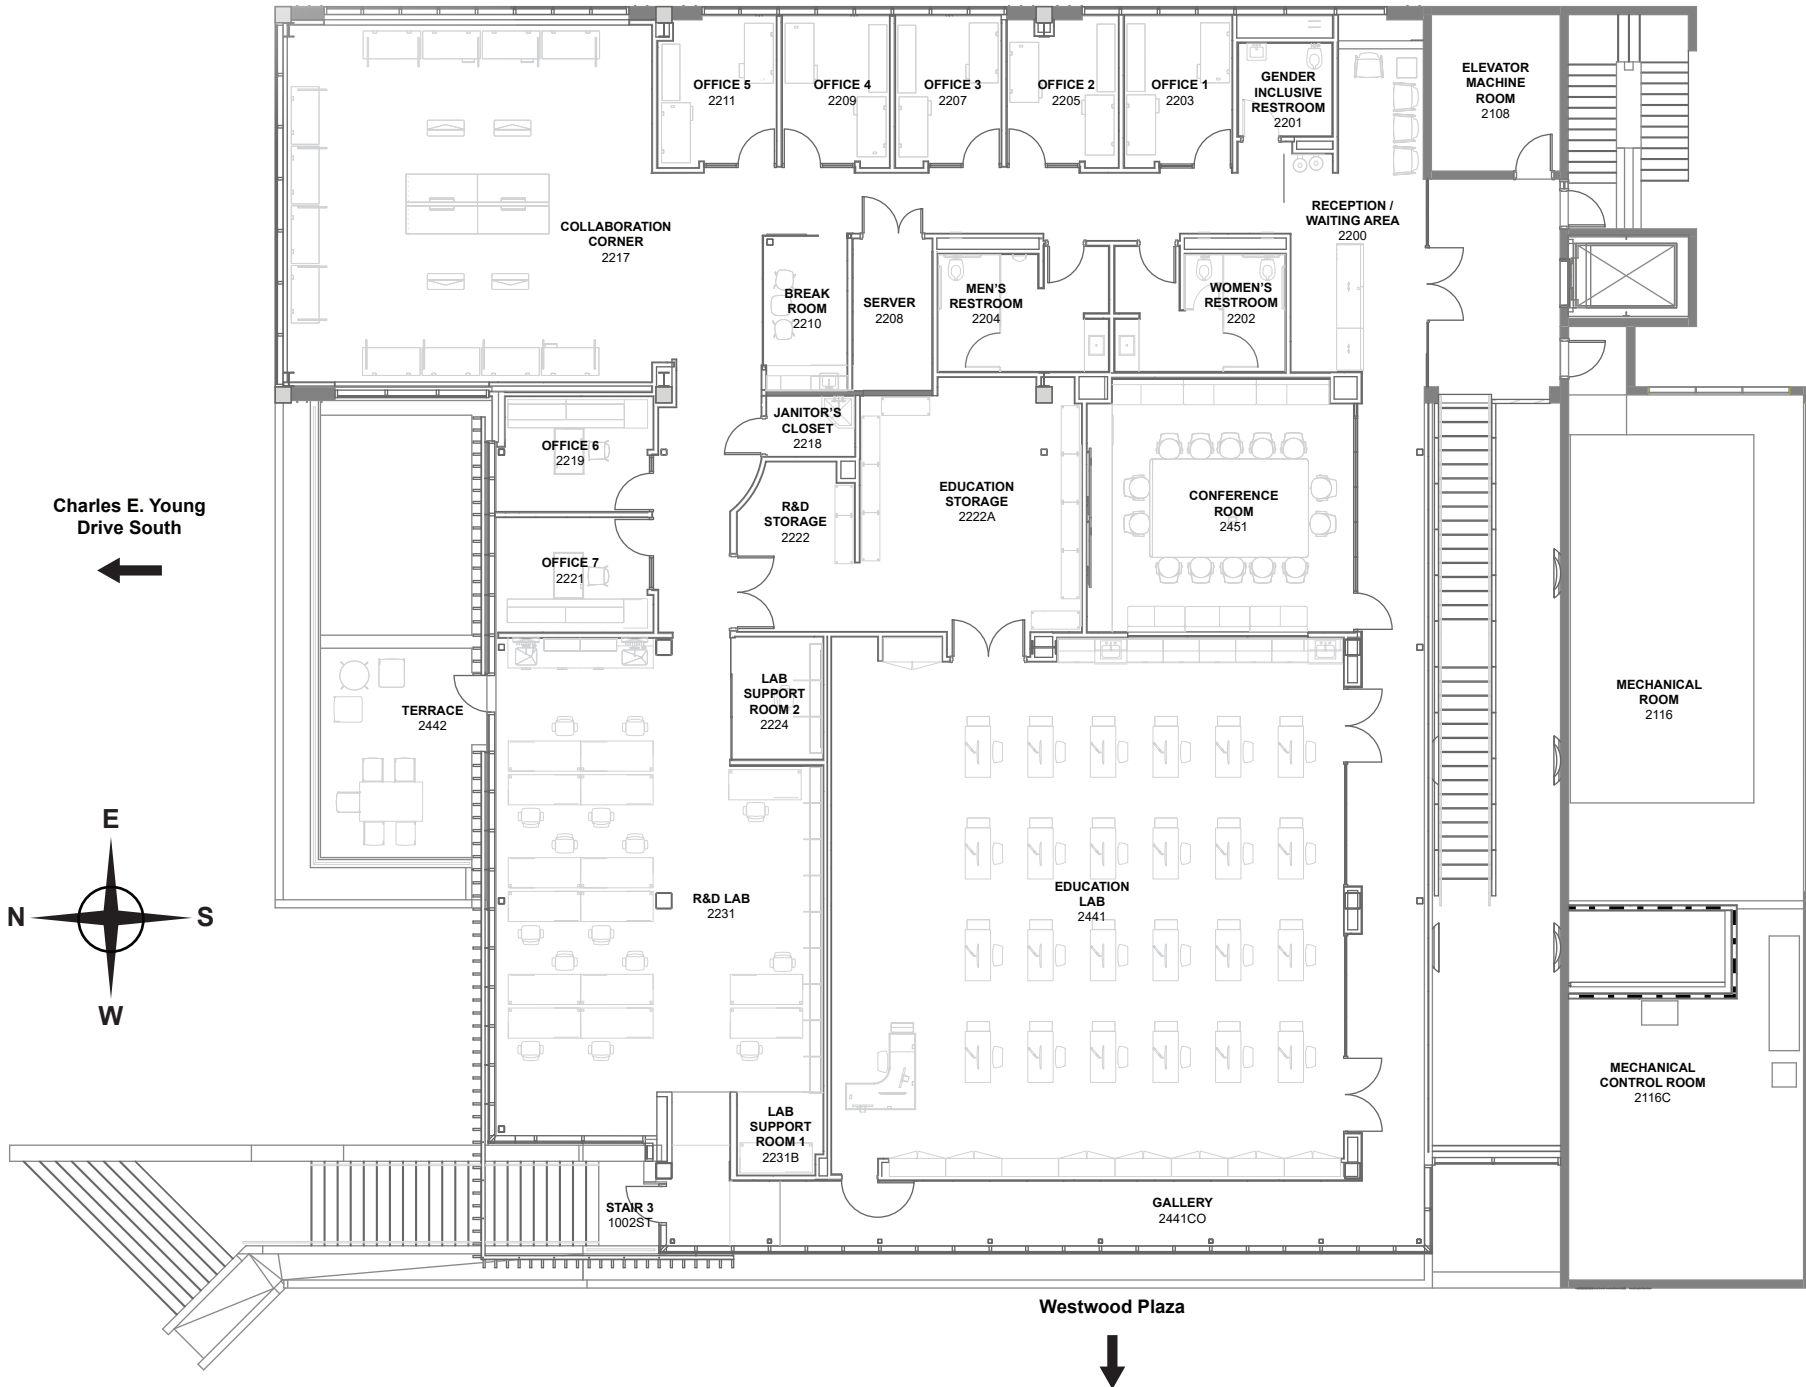 OFFICE 5
2211
OFFICE 4
2209
OFFICE 3
2207
OFFICE 2
2205
OFFICE 1
2203
GENDER
INCLUSIVE
RESTROOM
2201
ELEVATOR
MACHINE
ROOM
2108
COLLABORATION
CORNER
2217
RECEPTION /
WAITING AREA
2200
BREAK
ROOM
2210
SERVER
2208
MEN'S
RESTROOM
2204
WOMEN'S
RESTROOM
2202
JANITOR'S
CLOSET
2218
OFFICE 6
2219
Charles E. Young
Drive South
R&D
STORAGE
2222
EDUCATION
STORAGE
2222A
CONFERENCE
ROOM
2451
OFFICE 7
2221
LAB
SUPPORT
ROOM 2
2224
TERRACE
2442
MECHANICAL
ROOM
2116
E
N
S
W
R&D LAB
2231
EDUCATION
LAB
2441
MECHANICAL
CONTROL ROOM
2116C
LAB
SUPPORT
ROOM 1
2231B
STAIR 3
1002ST
GALLERY
2441CO
Westwood Plaza